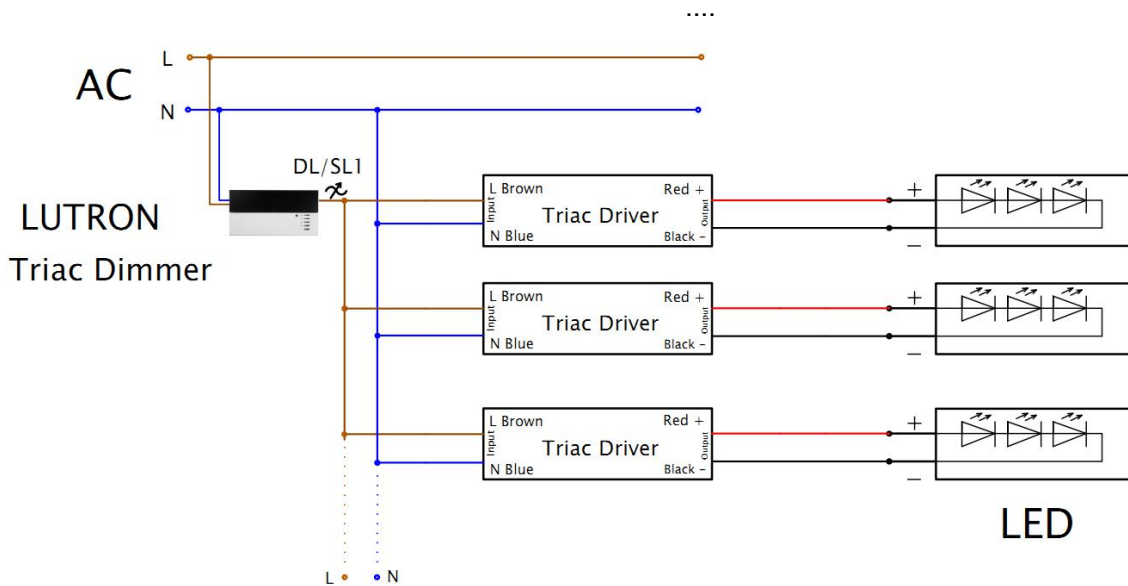 ....
L
AC
N
DL/SL1
LUTRON
Triac Dimmer
L Brown
Red +
Input
Triac Driver
Output
N Blue
Black -
+
−
L Brown
Red +
Input
Triac Driver
Output
N Blue
Black -
+
−
L Brown
Red +
Input
Triac Driver
Output
N Blue
Black -
+
−
LED
L
N